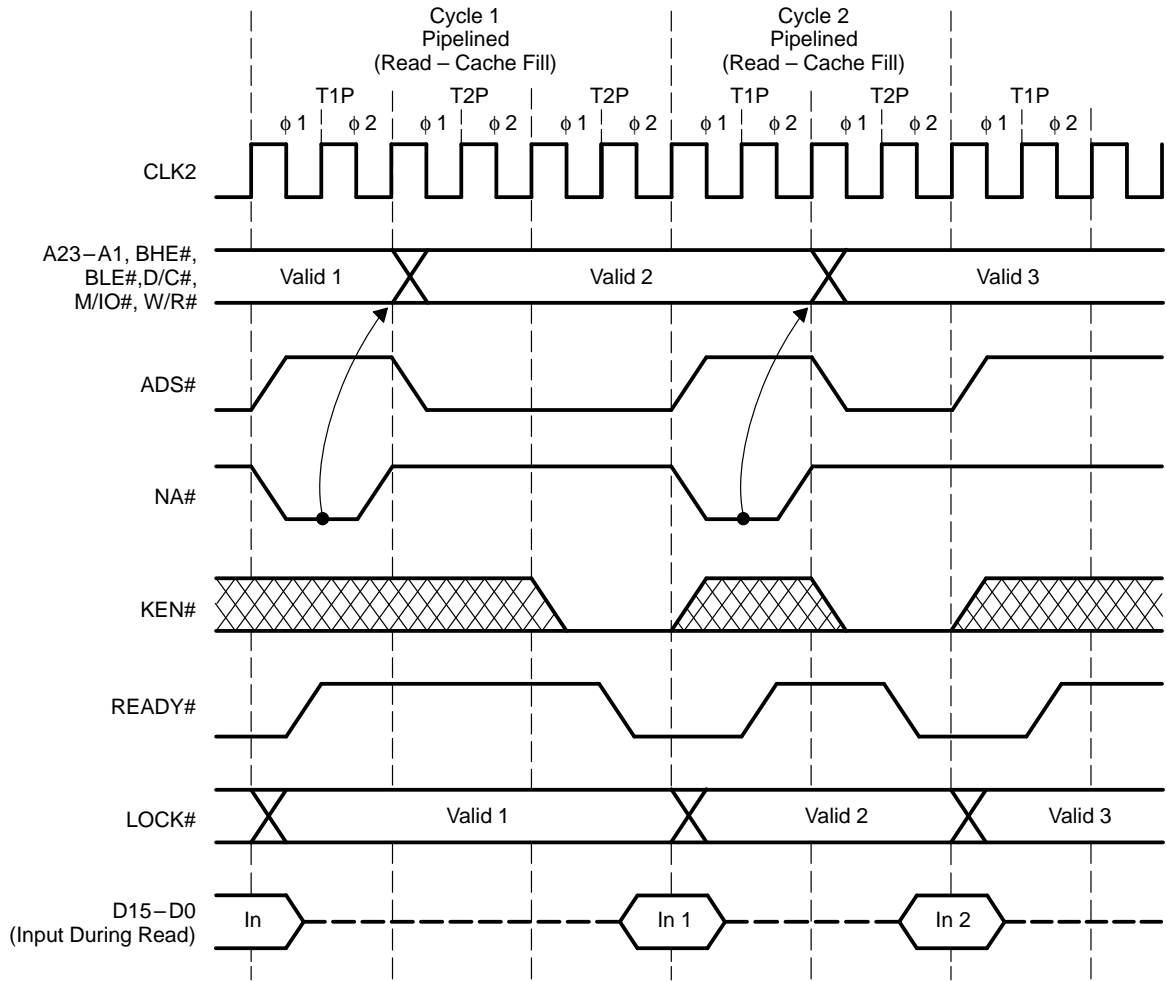 Cycle 1
Pipelined
(Read – Cache Fill)
Cycle 2
Pipelined
(Read – Cache Fill)
T1P T2P T2P T1P T2P T1P
ϕ 1 ϕ 2 ϕ 1 ϕ 2 ϕ 1 ϕ 2 ϕ 1 ϕ 2 ϕ 1 ϕ 2 ϕ 1 ϕ 2
CLK2
A23–A1, BHE#,
BLE#,D/C#,
M/IO#, W/R#
Valid 1 Valid 2 Valid 3
ADS#
NA#
KEN#
READY#
LOCK#
Valid 1 Valid 2 Valid 3
D15–D0
(Input During Read)
In In 1 In 2